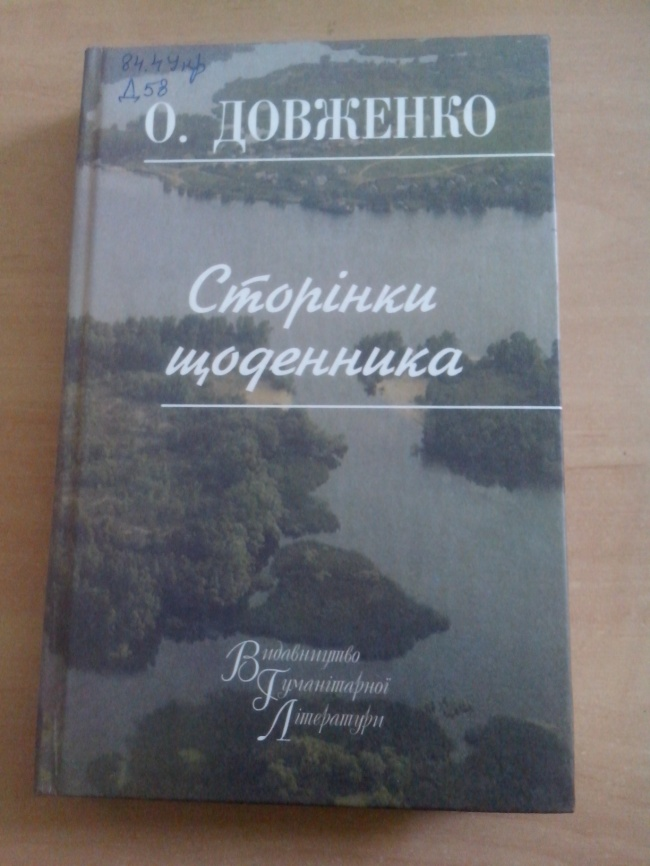 84.4Укр
Д58
О. ДОВЖЕНКО
Сторінки
щоденника
Видавництво
Гуманітарної
Літератури